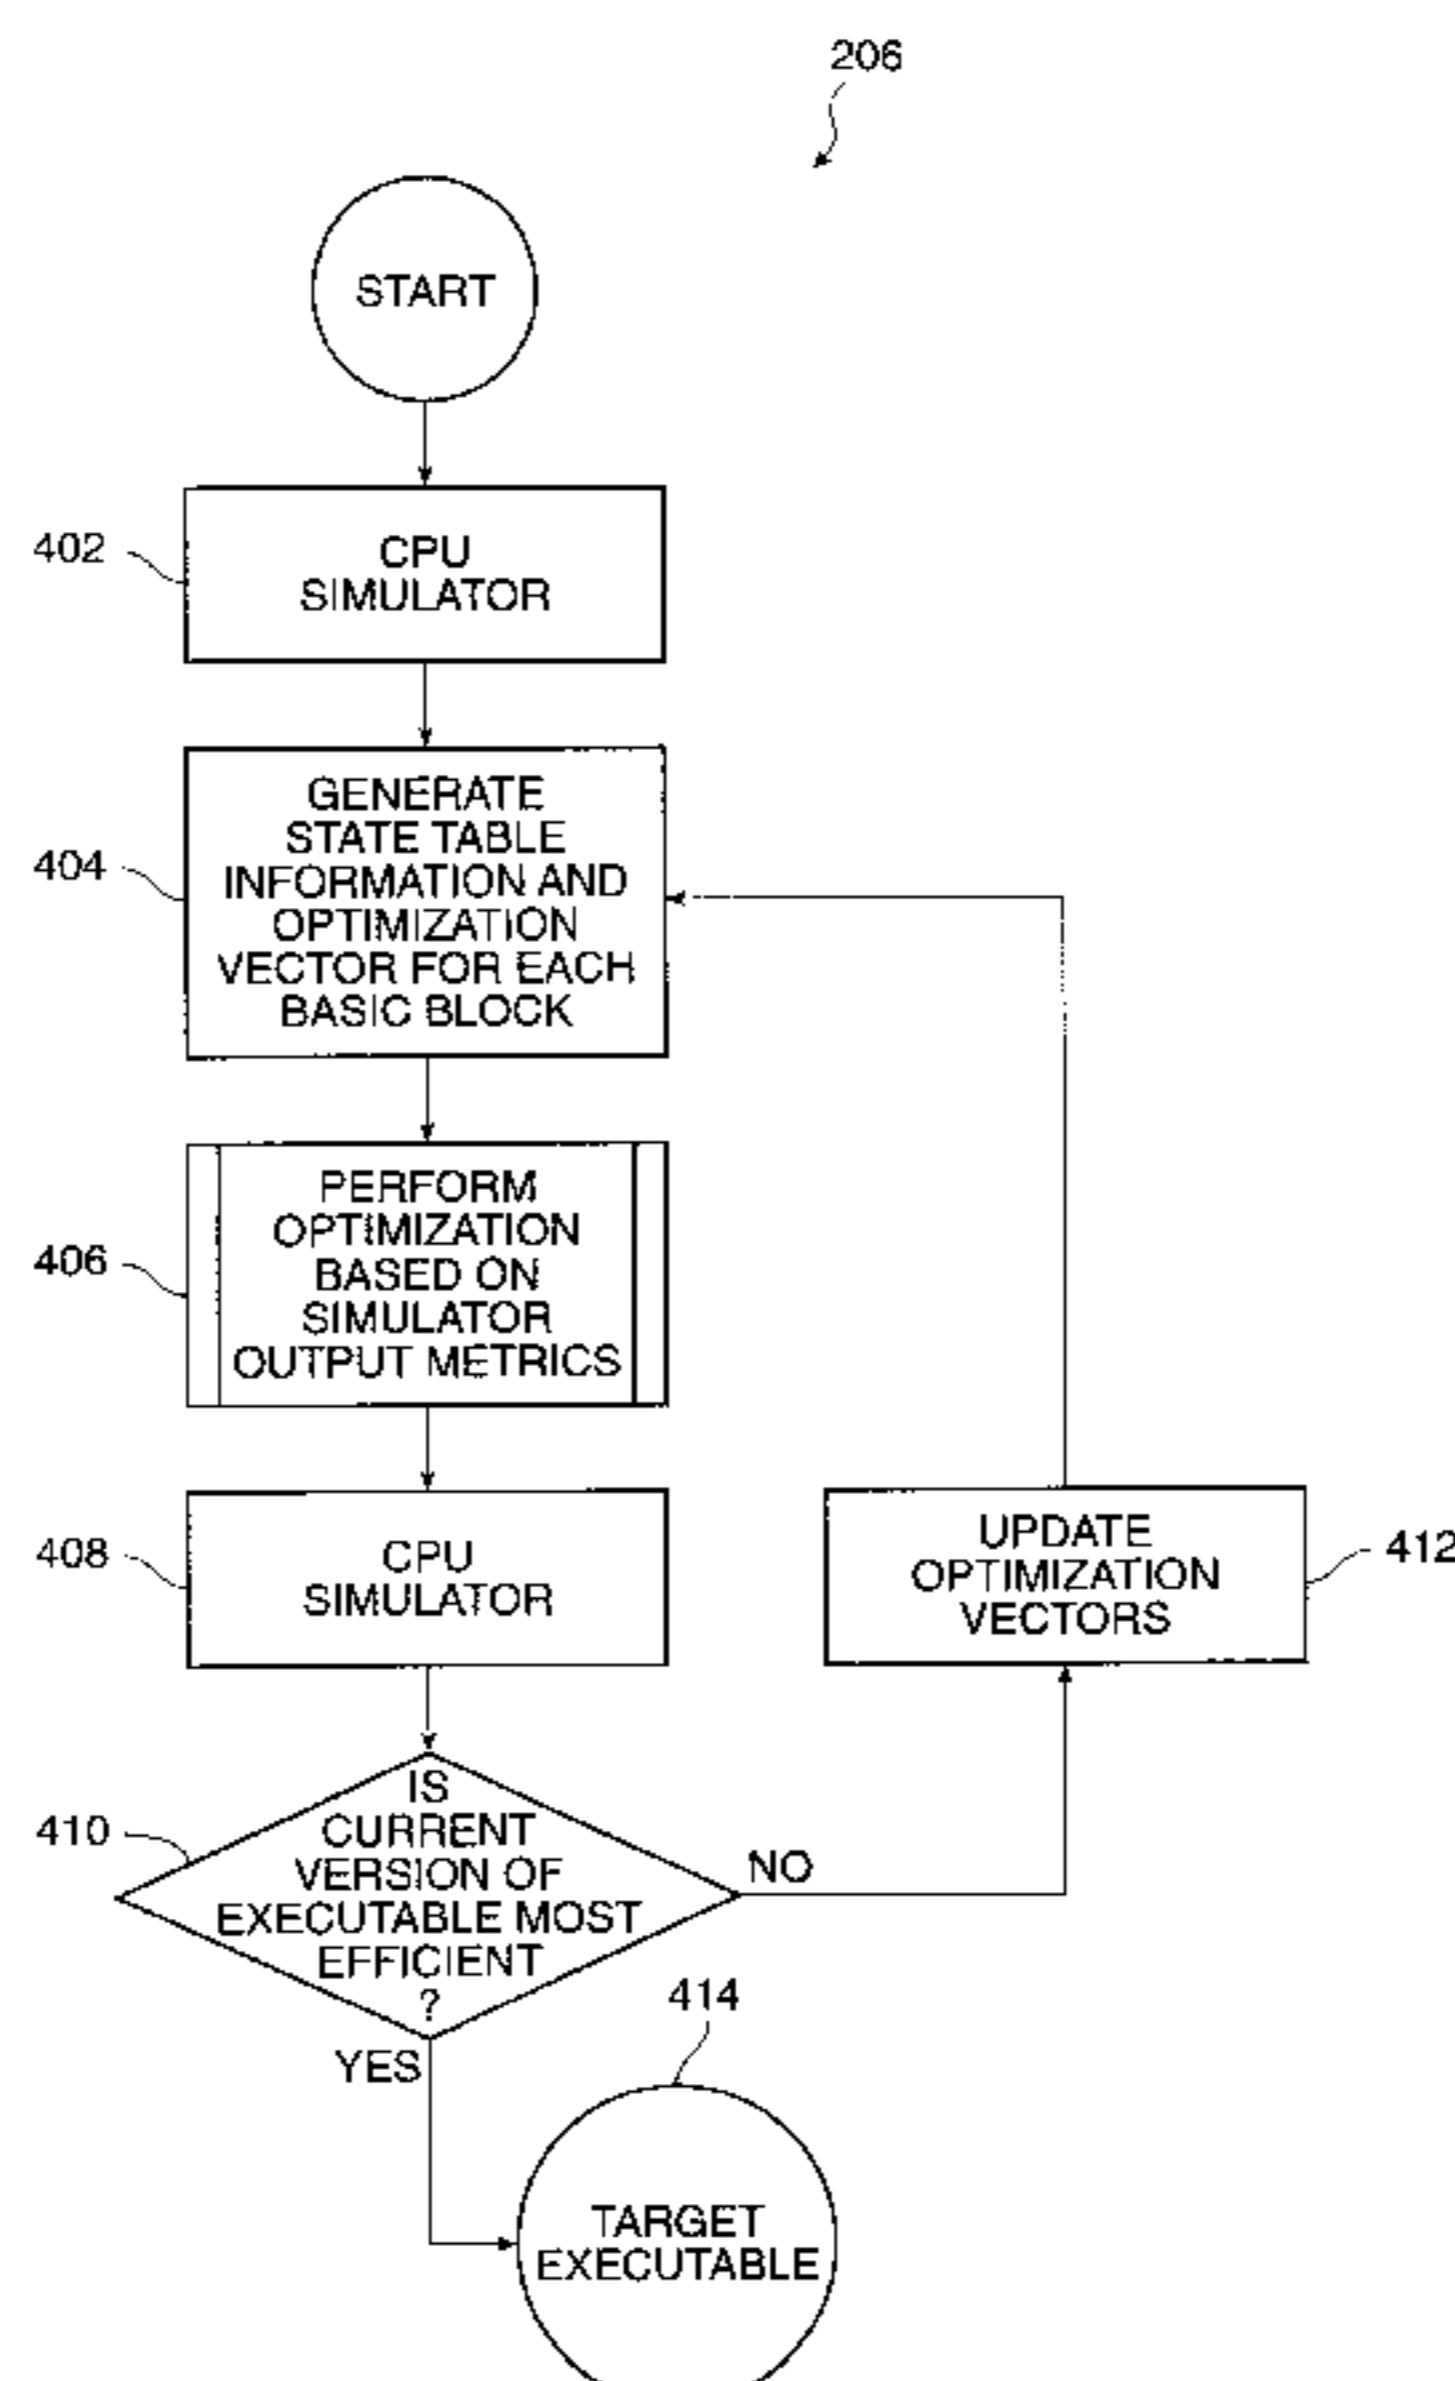 206
START
402
CPU
SIMULATOR
404
GENERATE
STATE TABLE
INFORMATION AND
OPTIMIZATION
VECTOR FOR EACH
BASIC BLOCK
406
PERFORM
OPTIMIZATION
BASED ON
SIMULATOR
OUTPUT METRICS
408
CPU
SIMULATOR
UPDATE
OPTIMIZATION
VECTORS
412
410
IS
CURRENT
VERSION OF
EXECUTABLE MOST
EFFICIENT
?
NO
YES
414
TARGET
EXECUTABLE